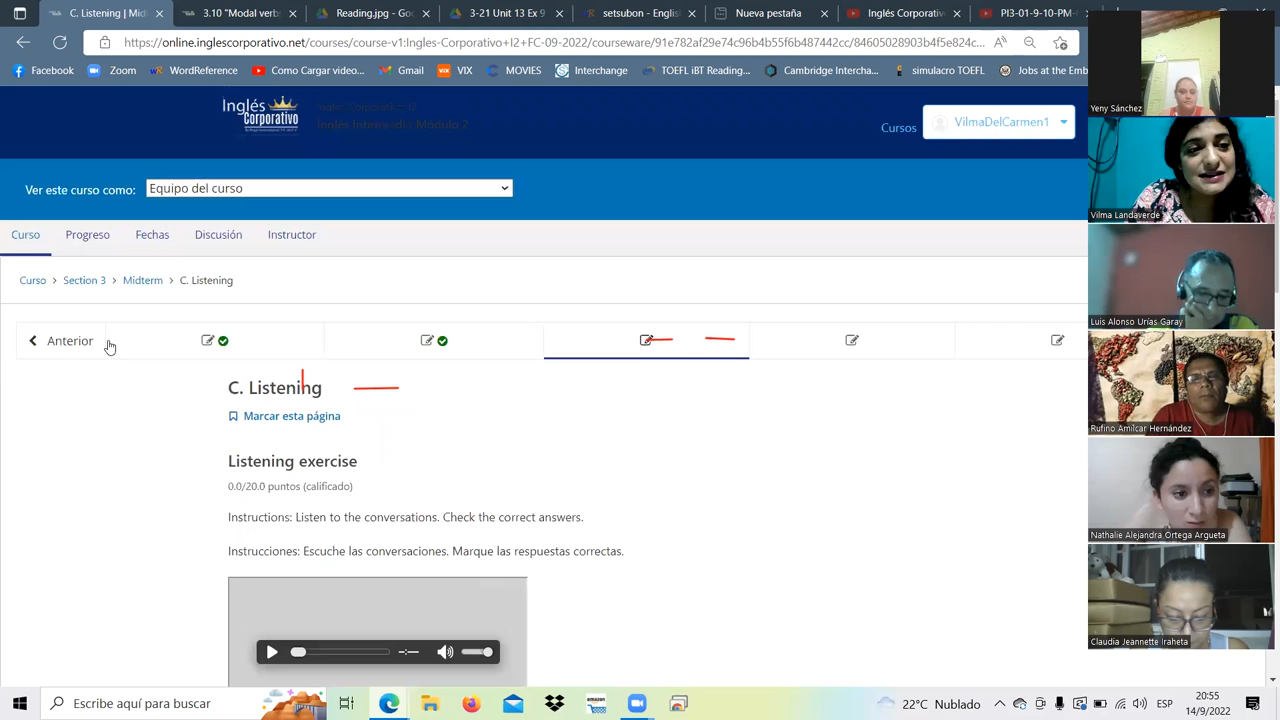 C. Listening | Mid
3.10 "Modal verb:
Reading.jpg - Goo
3-21 Unit 13 Ex 9
setsubon - Englis
Nueva pestaña
Inglés Corporativo
PI3-01-9-10-PM-
https://online.inglescorporativo.net/courses/course-v1:Ingles-Corporativo+I2+FC-09-2022/courseware/91e782af29e74c96b4b55f6b487442cc/84605028903b4f5e824c...
Facebook
Zoom
WordReference
Como Cargar video...
Gmail
VIX
MOVIES
Interchange
TOEFL iBT Reading...
Cambridge Intercha...
simulacro TOEFL
Jobs at the Emb
Inglés
Corporativo
Inglés Intermedio Módulo 2
Cursos
VilmaDelCarmen1
Ver este curso como:
Equipo del curso
Curso
Progreso
Fechas
Discusión
Instructor
Curso > Section 3 > Midterm > C. Listening
Anterior
C. Listening
Marcar esta página
Listening exercise
0.0/20.0 puntos (calificado)
Instructions: Listen to the conversations. Check the correct answers.
Instrucciones: Escuche las conversaciones. Marque las respuestas correctas.
-:--
Yeny Sánchez
Vilma Landaverde
Luis Alonso Urías Garay
Rufino Amilcar Hernández
Nathalie Alejandra Ortega Argueta
Claudia Jeannette Iraheta
Escribe aquí para buscar
22°C Nublado
ESP
20:55
14/9/2022